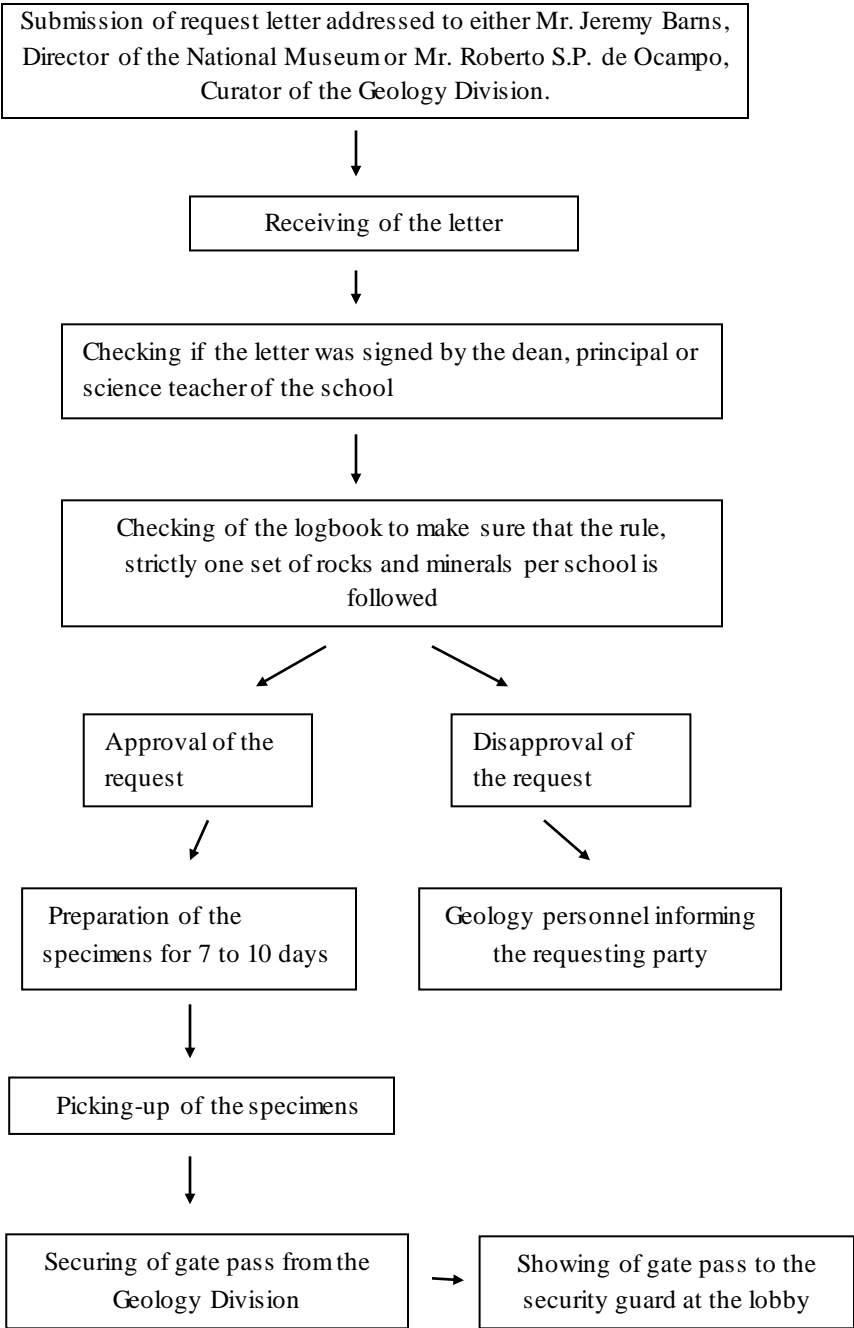 Submission of request letter addressed to either Mr. Jeremy Barns,
Director of the National Museum or Mr. Roberto S.P. de Ocampo,
Curator of the Geology Division.
Receiving of the letter
Checking if the letter was signed by the dean, principal or
science teacher of the school
Checking of the logbook to make sure that the rule,
strictly one set of rocks and minerals per school is
followed
Approval of the
request
Disapproval of
the request
Preparation of the
specimens for 7 to 10 days
Geology personnel informing
the requesting party
Picking-up of the specimens
Securing of gate pass from the
Geology Division
Showing of gate pass to the
security guard at the lobby